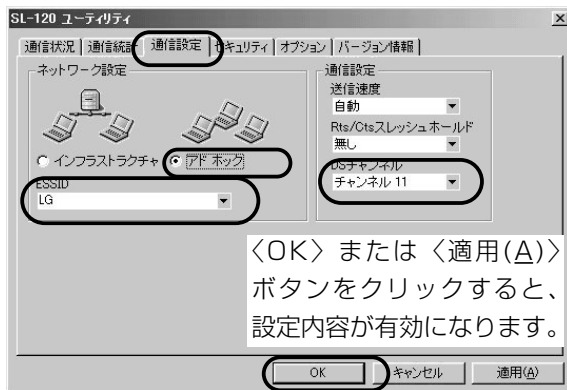 SL-120 ユーティリティ
通信状況 通信統計 通信設定 セキュリティ オプション バージョン情報
ネットワーク設定
インフラストラクチャ アド ホック
ESSID
LG
通信設定
送信速度
自動
Rts/Ctsスレッショホールド
無し
DSチャンネル
チャンネル 11
〈OK〉または〈適用(A)〉
ボタンをクリックすると、
設定内容が有効になります。
OK キャンセル 適用(A)